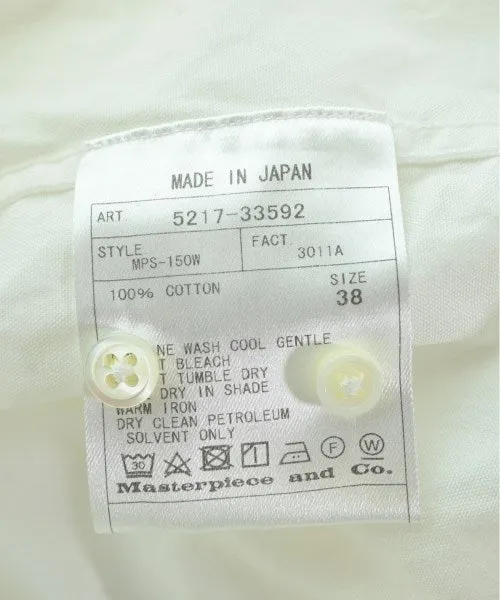 MADE IN JAPAN
ART. 5217-33592
STYLE FACT.
MPS-150W 3011A
100% COTTON SIZE
38
NE WASH COOL GENTLE
T BLEACH
T TUMBLE DRY
DRY IN SHADE
WARM IRON
DRY CLEAN PETROLEUM
SOLVENT ONLY
30 F W
Masterpiece and Co.